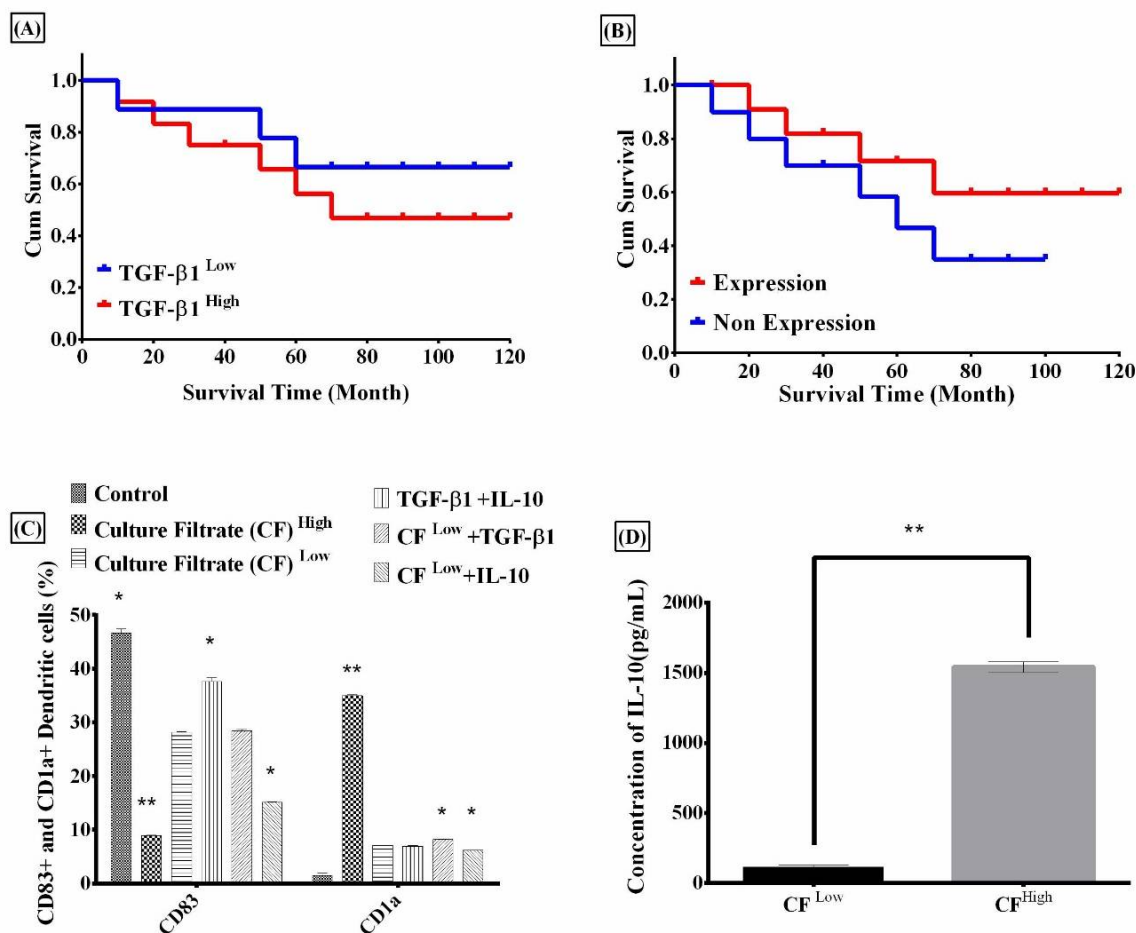 (A)
1.0
0.8
0.6
0.4
0.2
0.0
Cum Survival
TGF-β1 Low
TGF-β1 High
0 20 40 60 80 100 120
Survival Time (Month)
(B)
1.0
0.8
0.6
0.4
0.2
0.0
Cum Survival
Expression
Non Expression
0 20 40 60 80 100 120
Survival Time (Month)
(C)
Control
Culture Filtrate (CF) High
Culture Filtrate (CF) Low
TGF-β1 +IL-10
CF Low +TGF-β1
CF Low+IL-10
CD83+ and CD1a+ Dendritic cells (%)
50
40
30
20
10
0
*
**
*
*
**
*
*
CD83
CD1a
(D)
**
Concentration of IL-10(pg/mL)
2000
1500
1000
500
0
CF Low
CF High